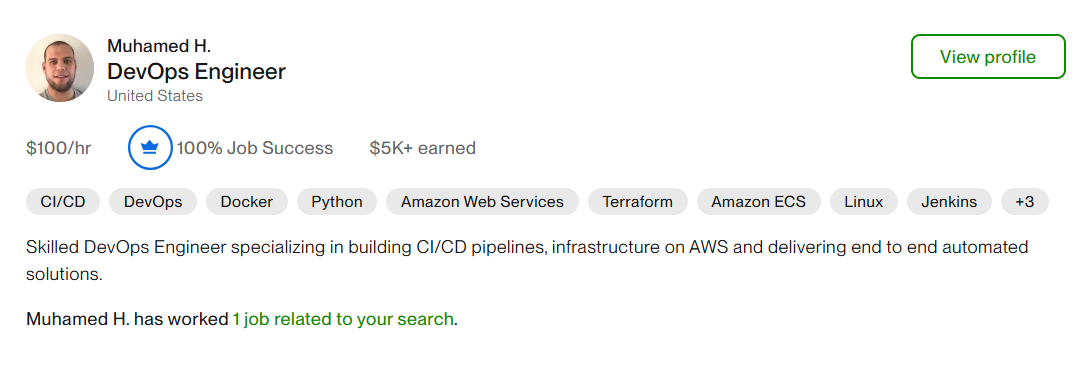 Muhamed H.
DevOps Engineer
United States
View profile
$100/hr
100% Job Success
$5K+ earned
CI/CD
DevOps
Docker
Python
Amazon Web Services
Terraform
Amazon ECS
Linux
Jenkins
+3
Skilled DevOps Engineer specializing in building CI/CD pipelines, infrastructure on AWS and delivering end to end automated
solutions.
Muhamed H. has worked 1 job related to your search.